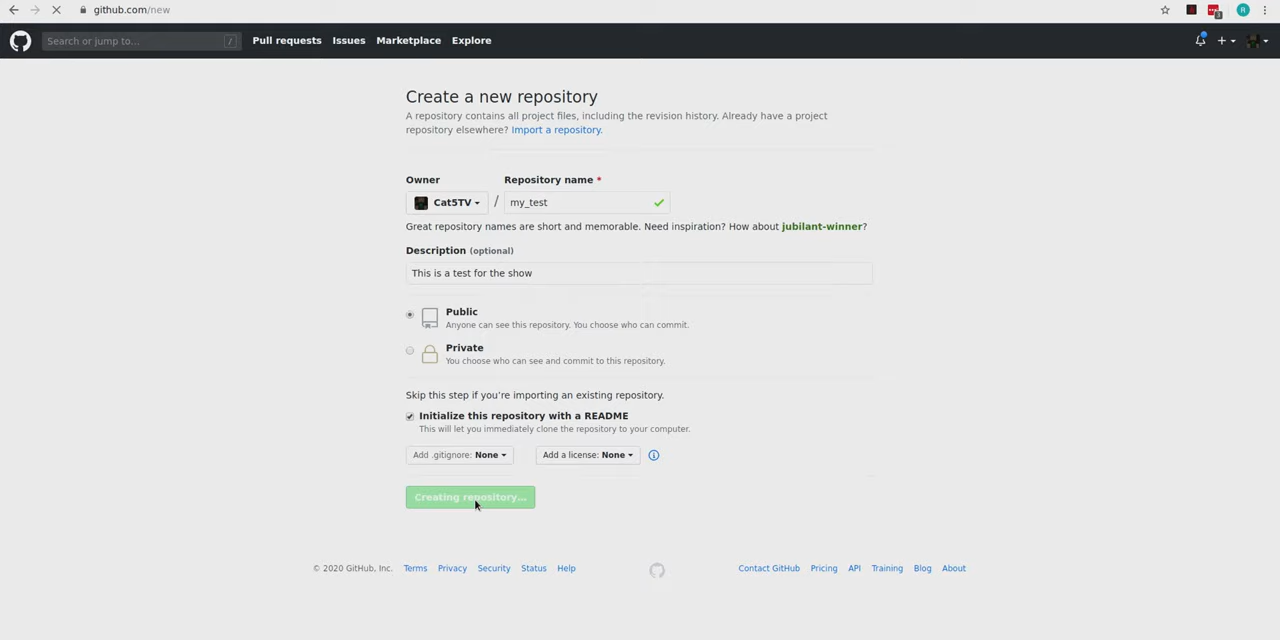 github.com/new
3
R
Search or jump to... /
Pull requests Issues Marketplace Explore
Create a new repository
A repository contains all project files, including the revision history. Already have a project
repository elsewhere? Import a repository.
Owner Repository name *
Cat5TV / my_test
Great repository names are short and memorable. Need inspiration? How about jubilant-winner?
Description (optional)
This is a test for the show
Public
Anyone can see this repository. You choose who can commit.
Private
You choose who can see and commit to this repository.
Skip this step if you're importing an existing repository.
Initialize this repository with a README
This will let you immediately clone the repository to your computer.
Add .gitignore: None Add a license: None
Creating repository...
© 2020 GitHub, Inc. Terms Privacy Security Status Help Contact GitHub Pricing API Training Blog About